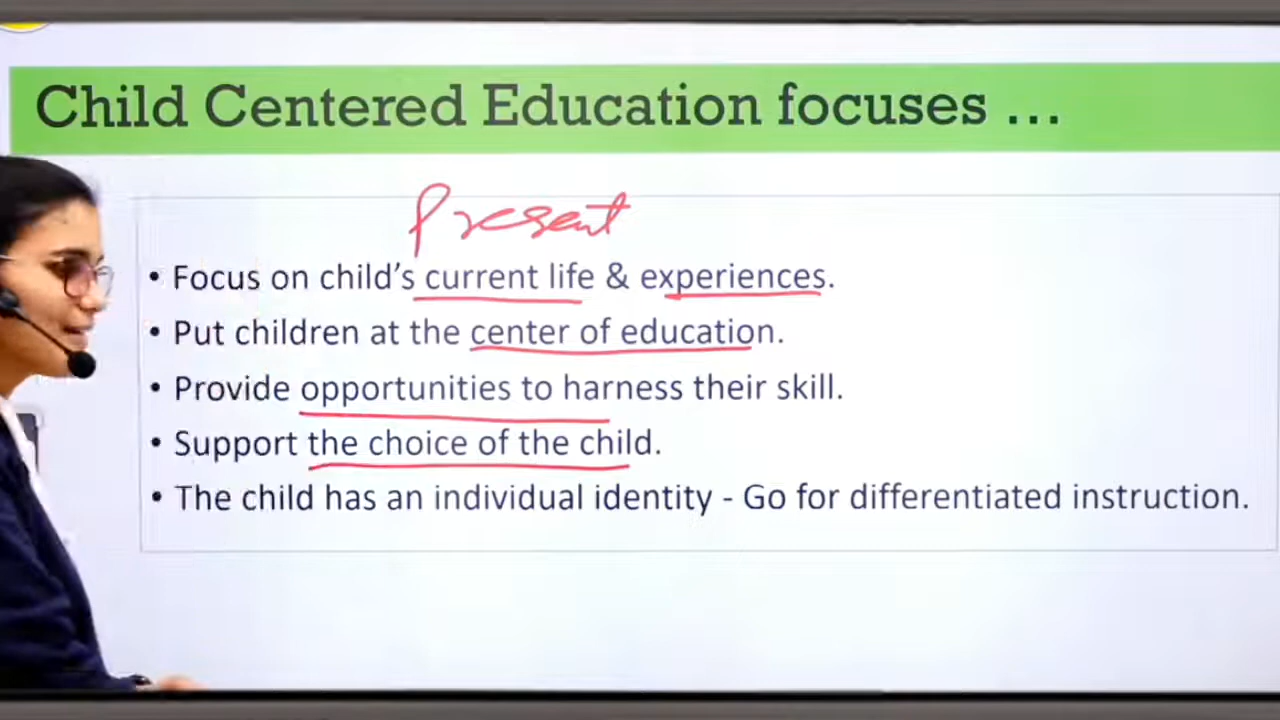 Child Centered Education focuses ...
Present
• Focus on child's current life & experiences.
• Put children at the center of education.
• Provide opportunities to harness their skill.
• Support the choice of the child.
• The child has an individual identity - Go for differentiated instruction.